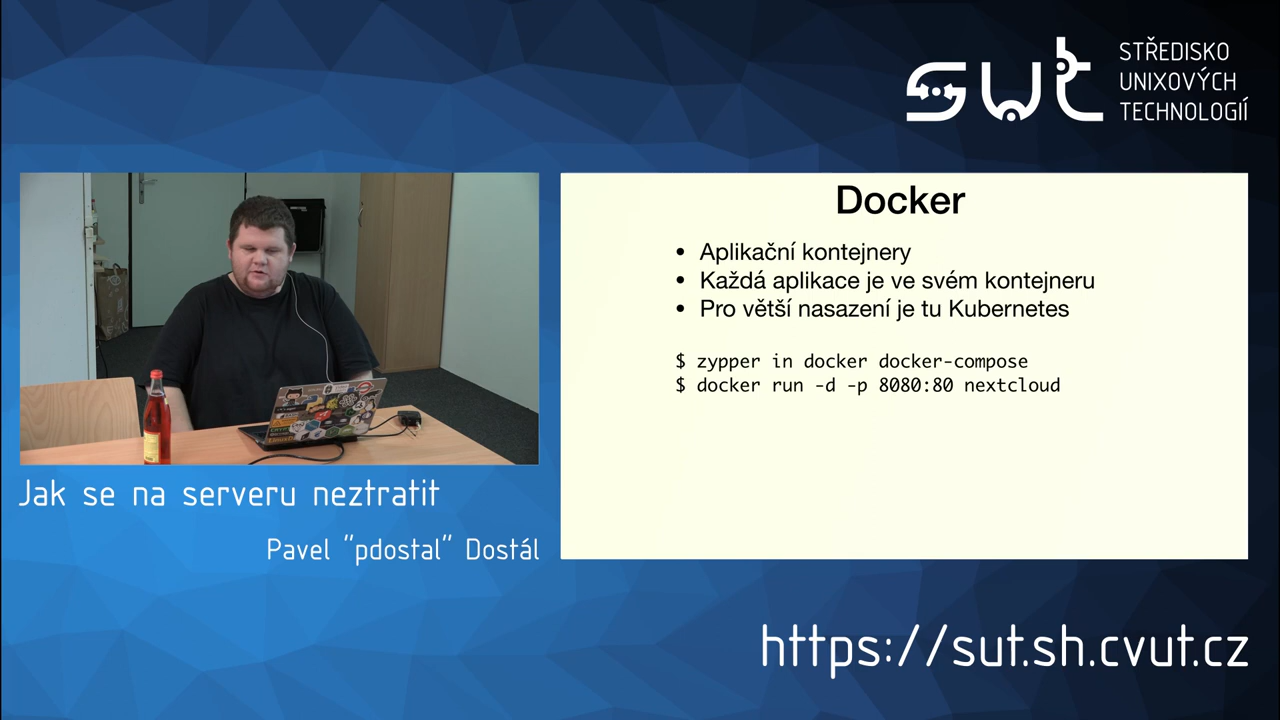 sut
STŘEDISKO
UNIXOVÝCH
TECHNOLOGIÍ
Docker
• Aplikační kontejnery
• Každá aplikace je ve svém kontejneru
• Pro větší nasazení je tu Kubernetes
$ zypper in docker docker-compose
$ docker run -d -p 8080:80 nextcloud
Jak se na serveru neztratit
Pavel “pdostal” Dostál
https://sut.sh.cvut.cz